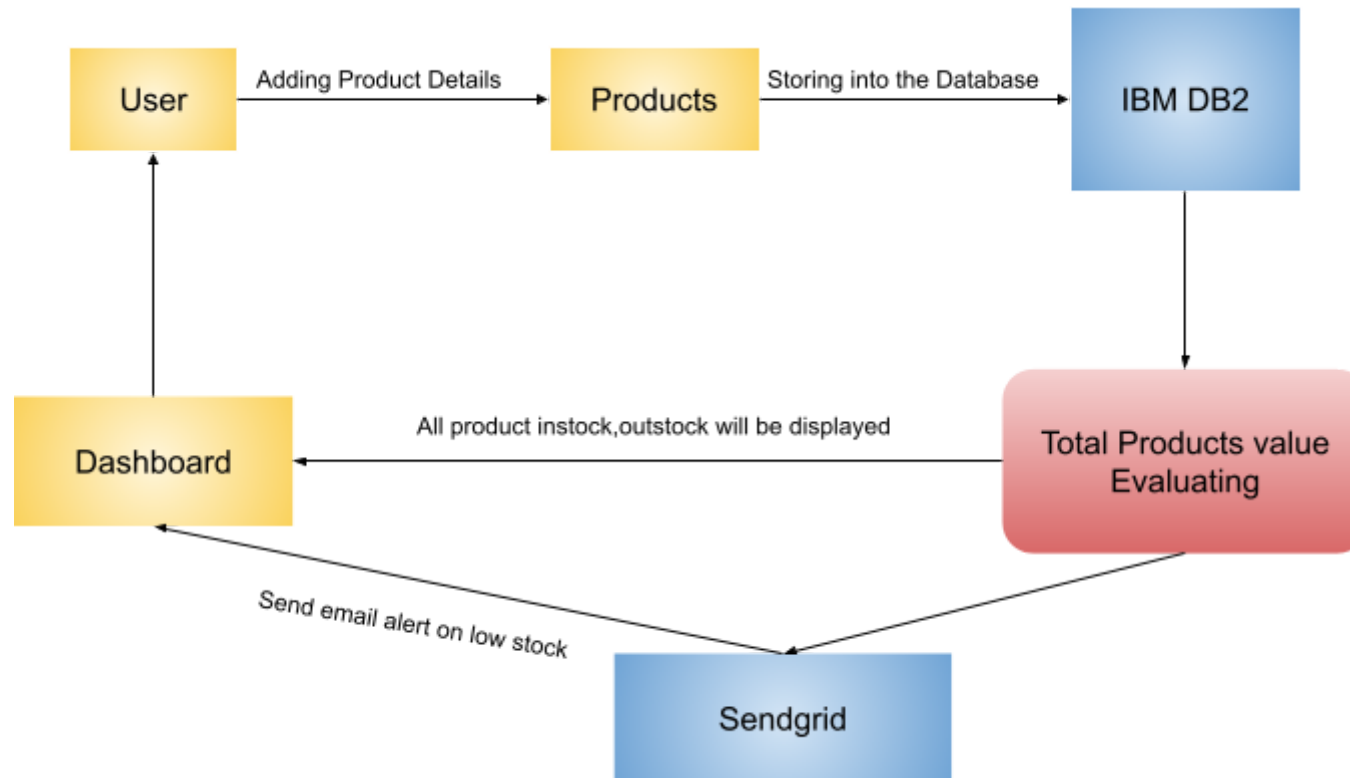 User
Adding Product Details
Products
Storing into the Database
IBM DB2
All product instock,outstock will be displayed
Dashboard
Total Products value
Evaluating
Send email alert on low stock
Sendgrid